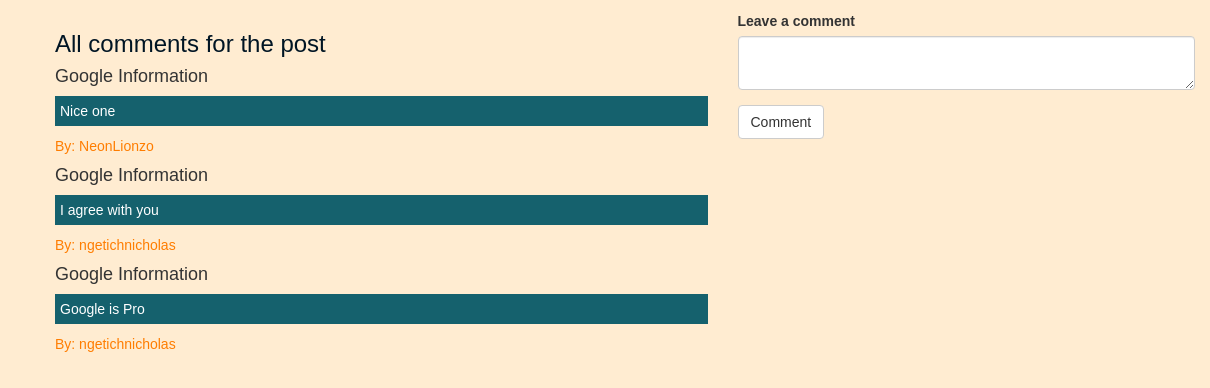 All comments for the post
Google Information
Nice one
By: NeonLionzo
Google Information
I agree with you
By: ngetichnicholas
Google Information
Google is Pro
By: ngetichnicholas
Leave a comment
Comment